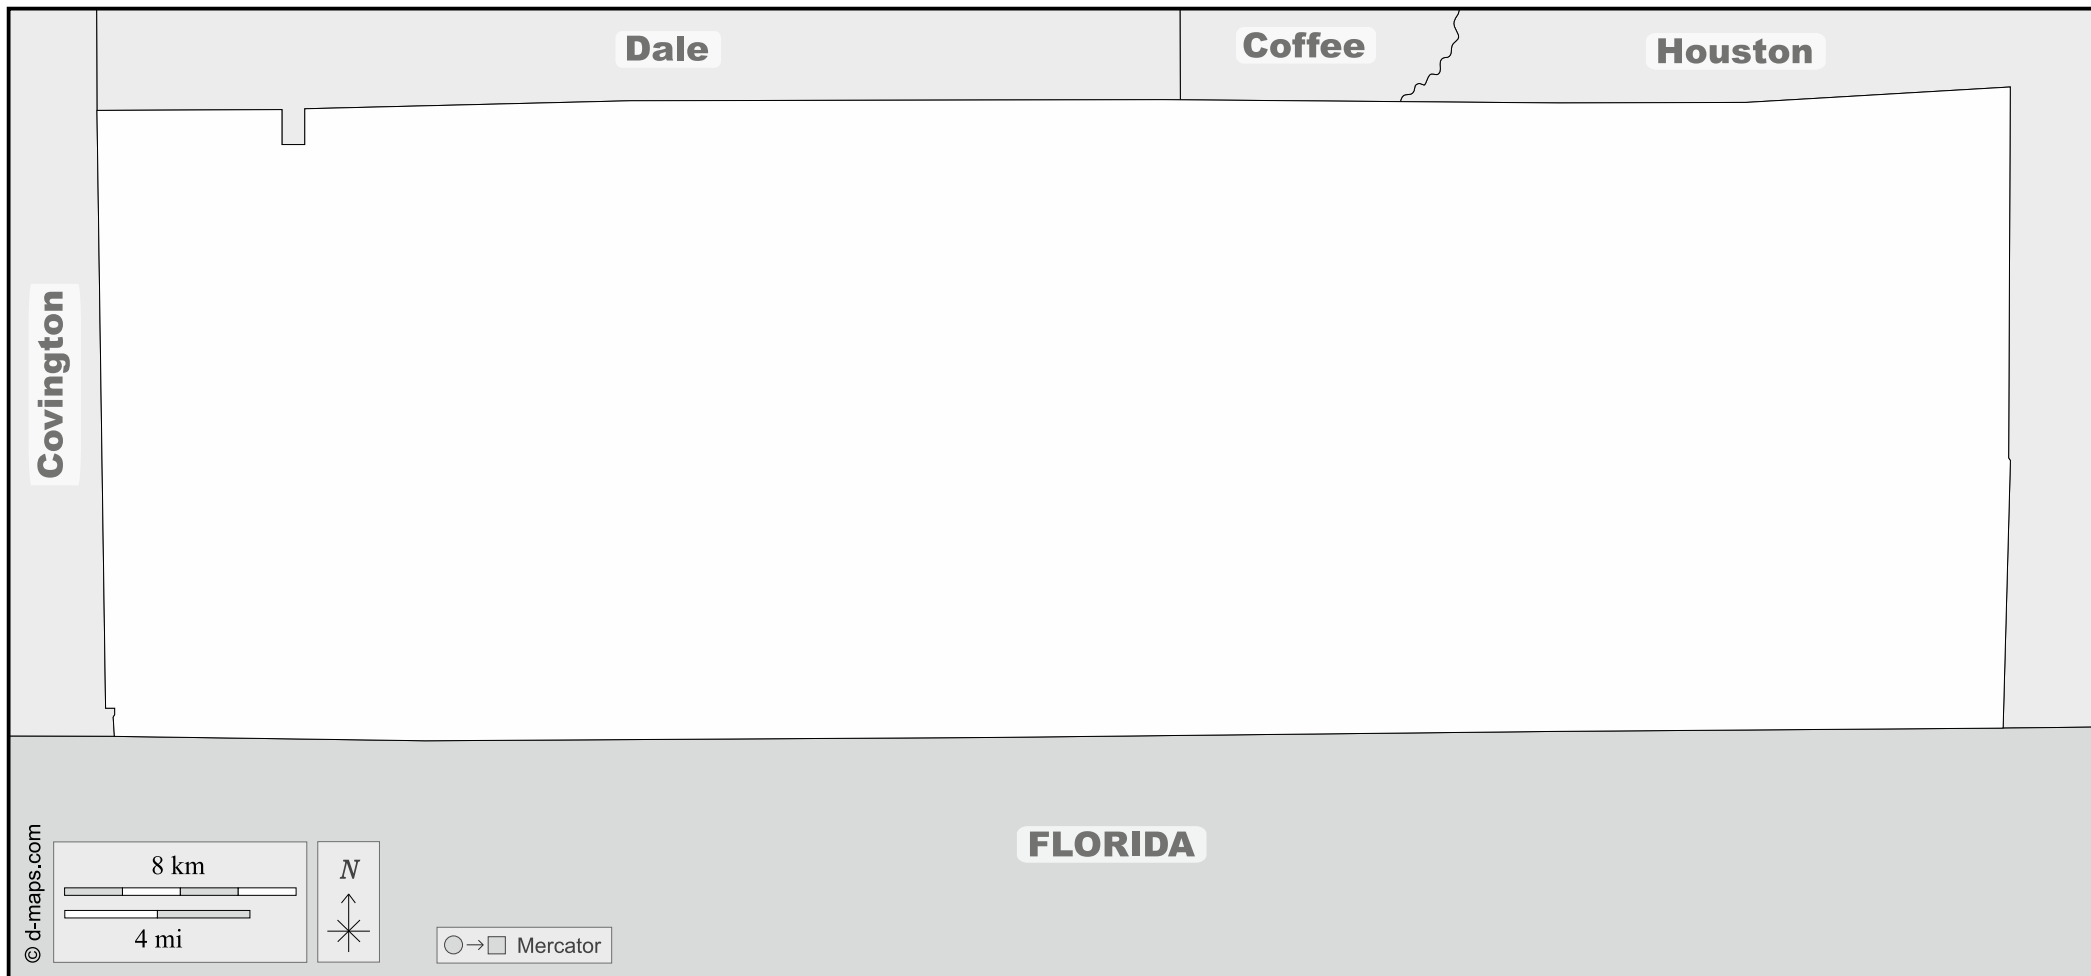 Dale
Coffee
Houston
Covington
FLORIDA
© d-maps.com
8 km
4 mi
N
Mercator